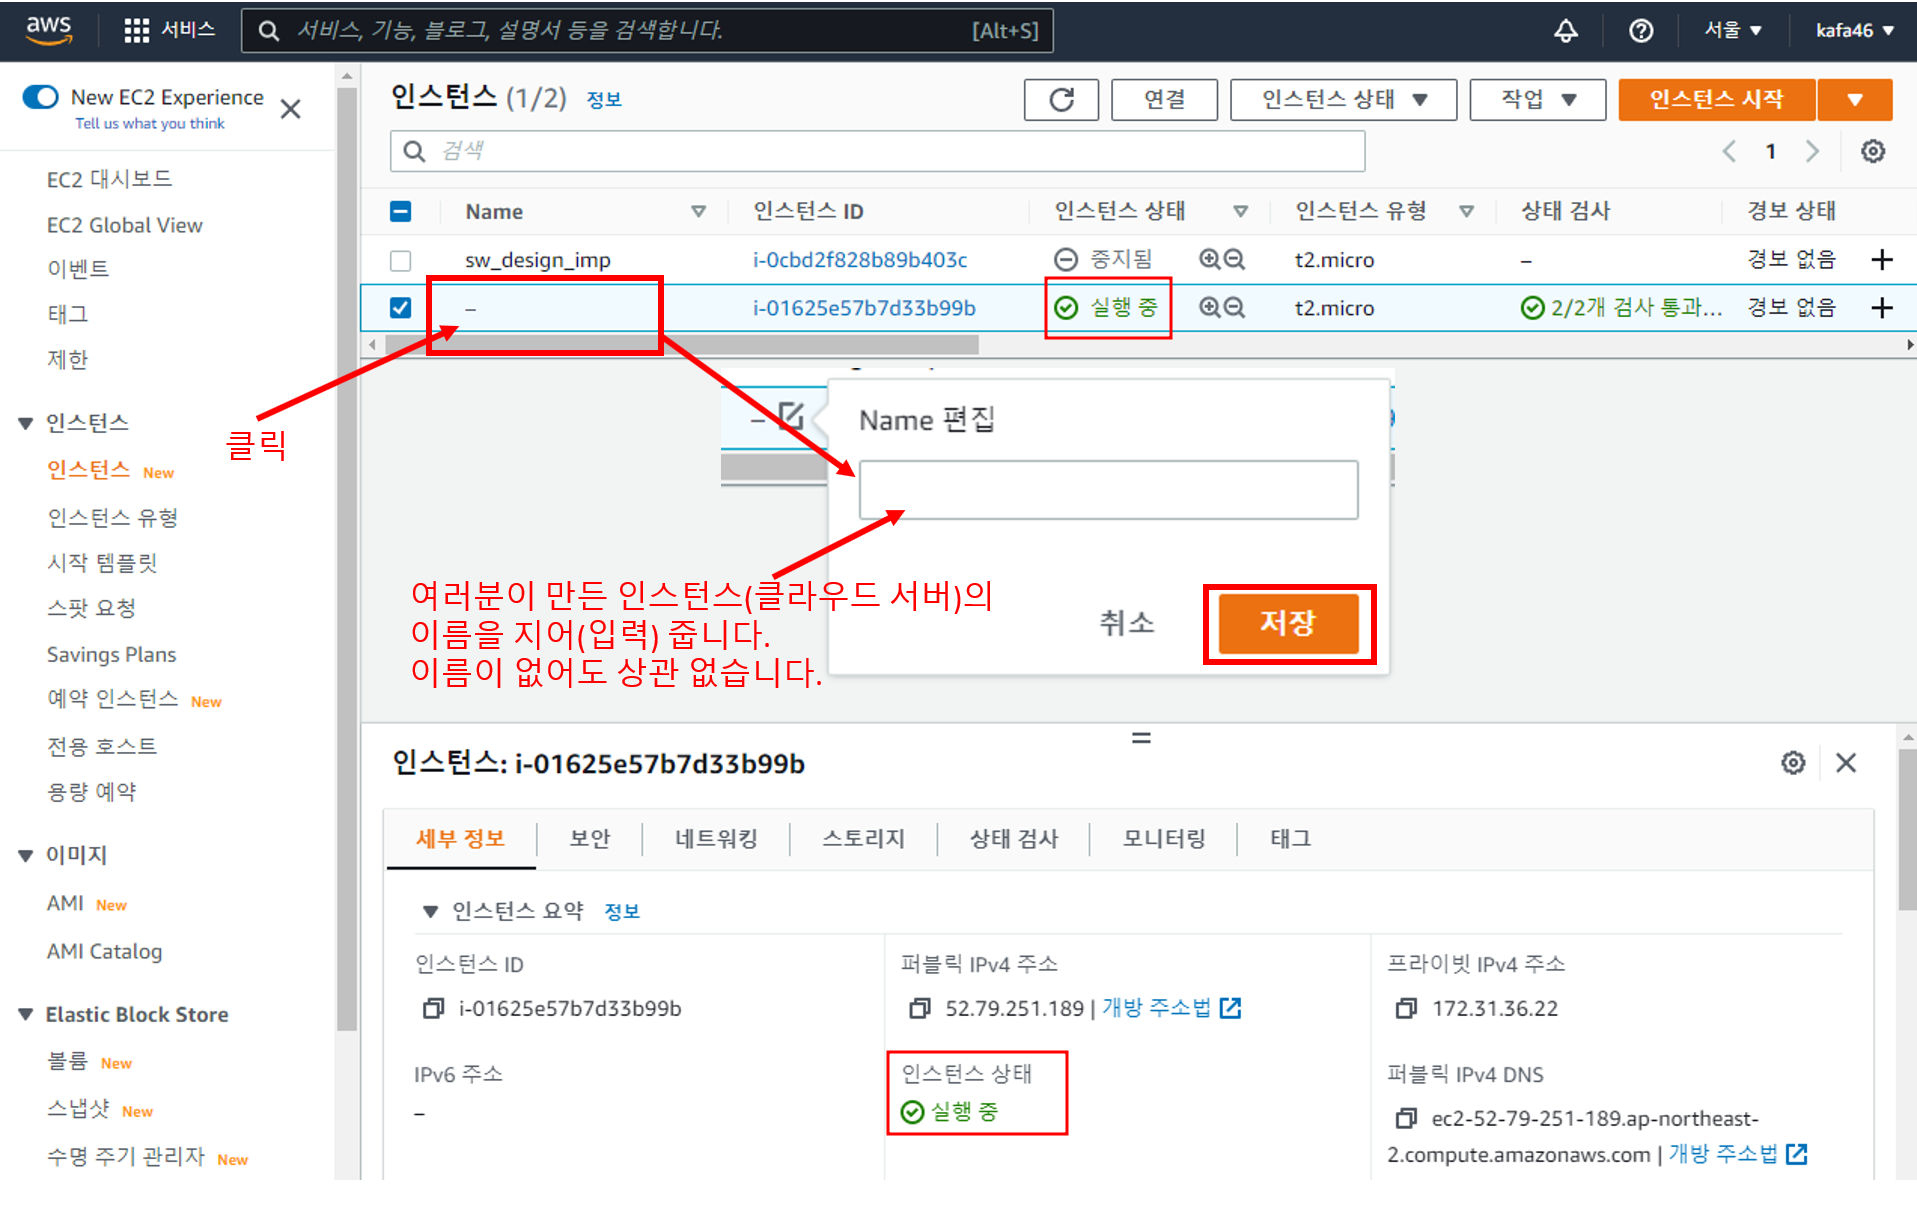 aws 서비스 서비스, 기능, 블로그, 설명서 등을 검색합니다. [Alt+S] 서울 ▼ kafa46 ▼
New EC2 Experience
Tell us what you think
EC2 대시보드
EC2 Global View
이벤트
태그
제한
▼ 인스턴스
인스턴스 New
인스턴스 유형
시작 템플릿
스팟 요청
Savings Plans
예약 인스턴스 New
전용 호스트
용량 예약
▼ 이미지
AMI New
AMI Catalog
▼ Elastic Block Store
볼륨 New
스냅샷 New
수명 주기 관리자 New
인스턴스 (1/2) 정보 연결 인스턴스 상태 ▼ 작업 ▼ 인스턴스 시작 ▼
검색 1
Name 인스턴스 ID 인스턴스 상태 인스턴스 유형 상태 검사 경보 상태
sw_design_imp i-0cbd2f828b89b403c 중지됨 t2.micro – 경보 없음 +
– i-01625e57b7d33b99b 실행 중 t2.micro 2/2개 검사 통과... 경보 없음 +
클릭
– Name 편집
여러분이 만든 인스턴스(클라우드 서버)의
이름을 지어(입력) 줍니다.
이름이 없어도 상관 없습니다.
취소 저장
인스턴스: i-01625e57b7d33b99b
세부 정보 보안 네트워킹 스토리지 상태 검사 모니터링 태그
▼ 인스턴스 요약 정보
인스턴스 ID
i-01625e57b7d33b99b
퍼블릭 IPv4 주소
52.79.251.189 | 개방 주소법
프라이빗 IPv4 주소
172.31.36.22
IPv6 주소
–
인스턴스 상태
실행 중
퍼블릭 IPv4 DNS
ec2-52-79-251-189.ap-northeast-
2.compute.amazonaws.com | 개방 주소법